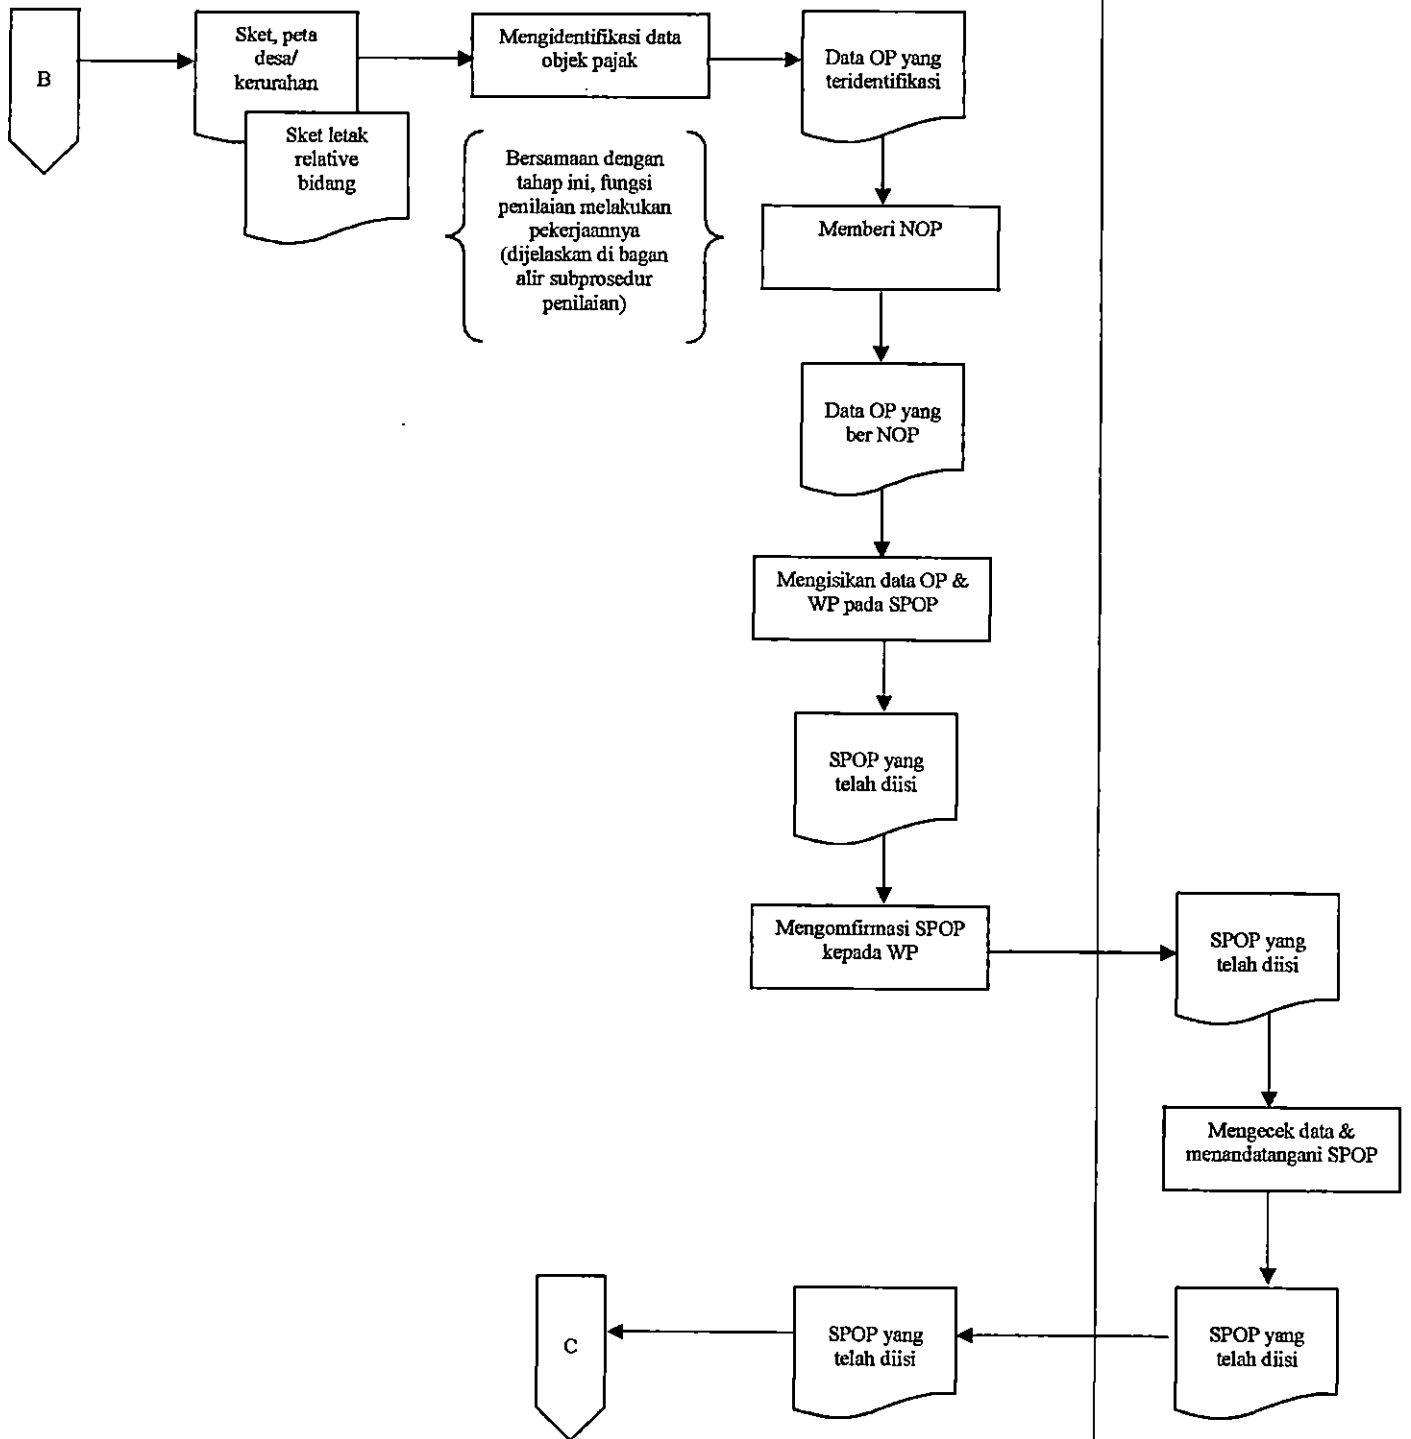 B
Sket, peta
desa/
kerurahan
Sket letak
relative
bidang
Mengidentifikasi data
objek pajak
Data OP yang
teridentifikasi
Bersamaan dengan
tahap ini, fungsi
penilaian melakukan
pekerjaannya
(dijelaskan di bagan
alir subprosedur
penilaian)
Memberi NOP
Data OP yang
ber NOP
Mengisikan data OP &
WP pada SPOP
SPOP yang
telah diisi
Mengomfirmasi SPOP
kepada WP
SPOP yang
telah diisi
Mengecek data &
menandatangani SPOP
SPOP yang
telah diisi
SPOP yang
telah diisi
C